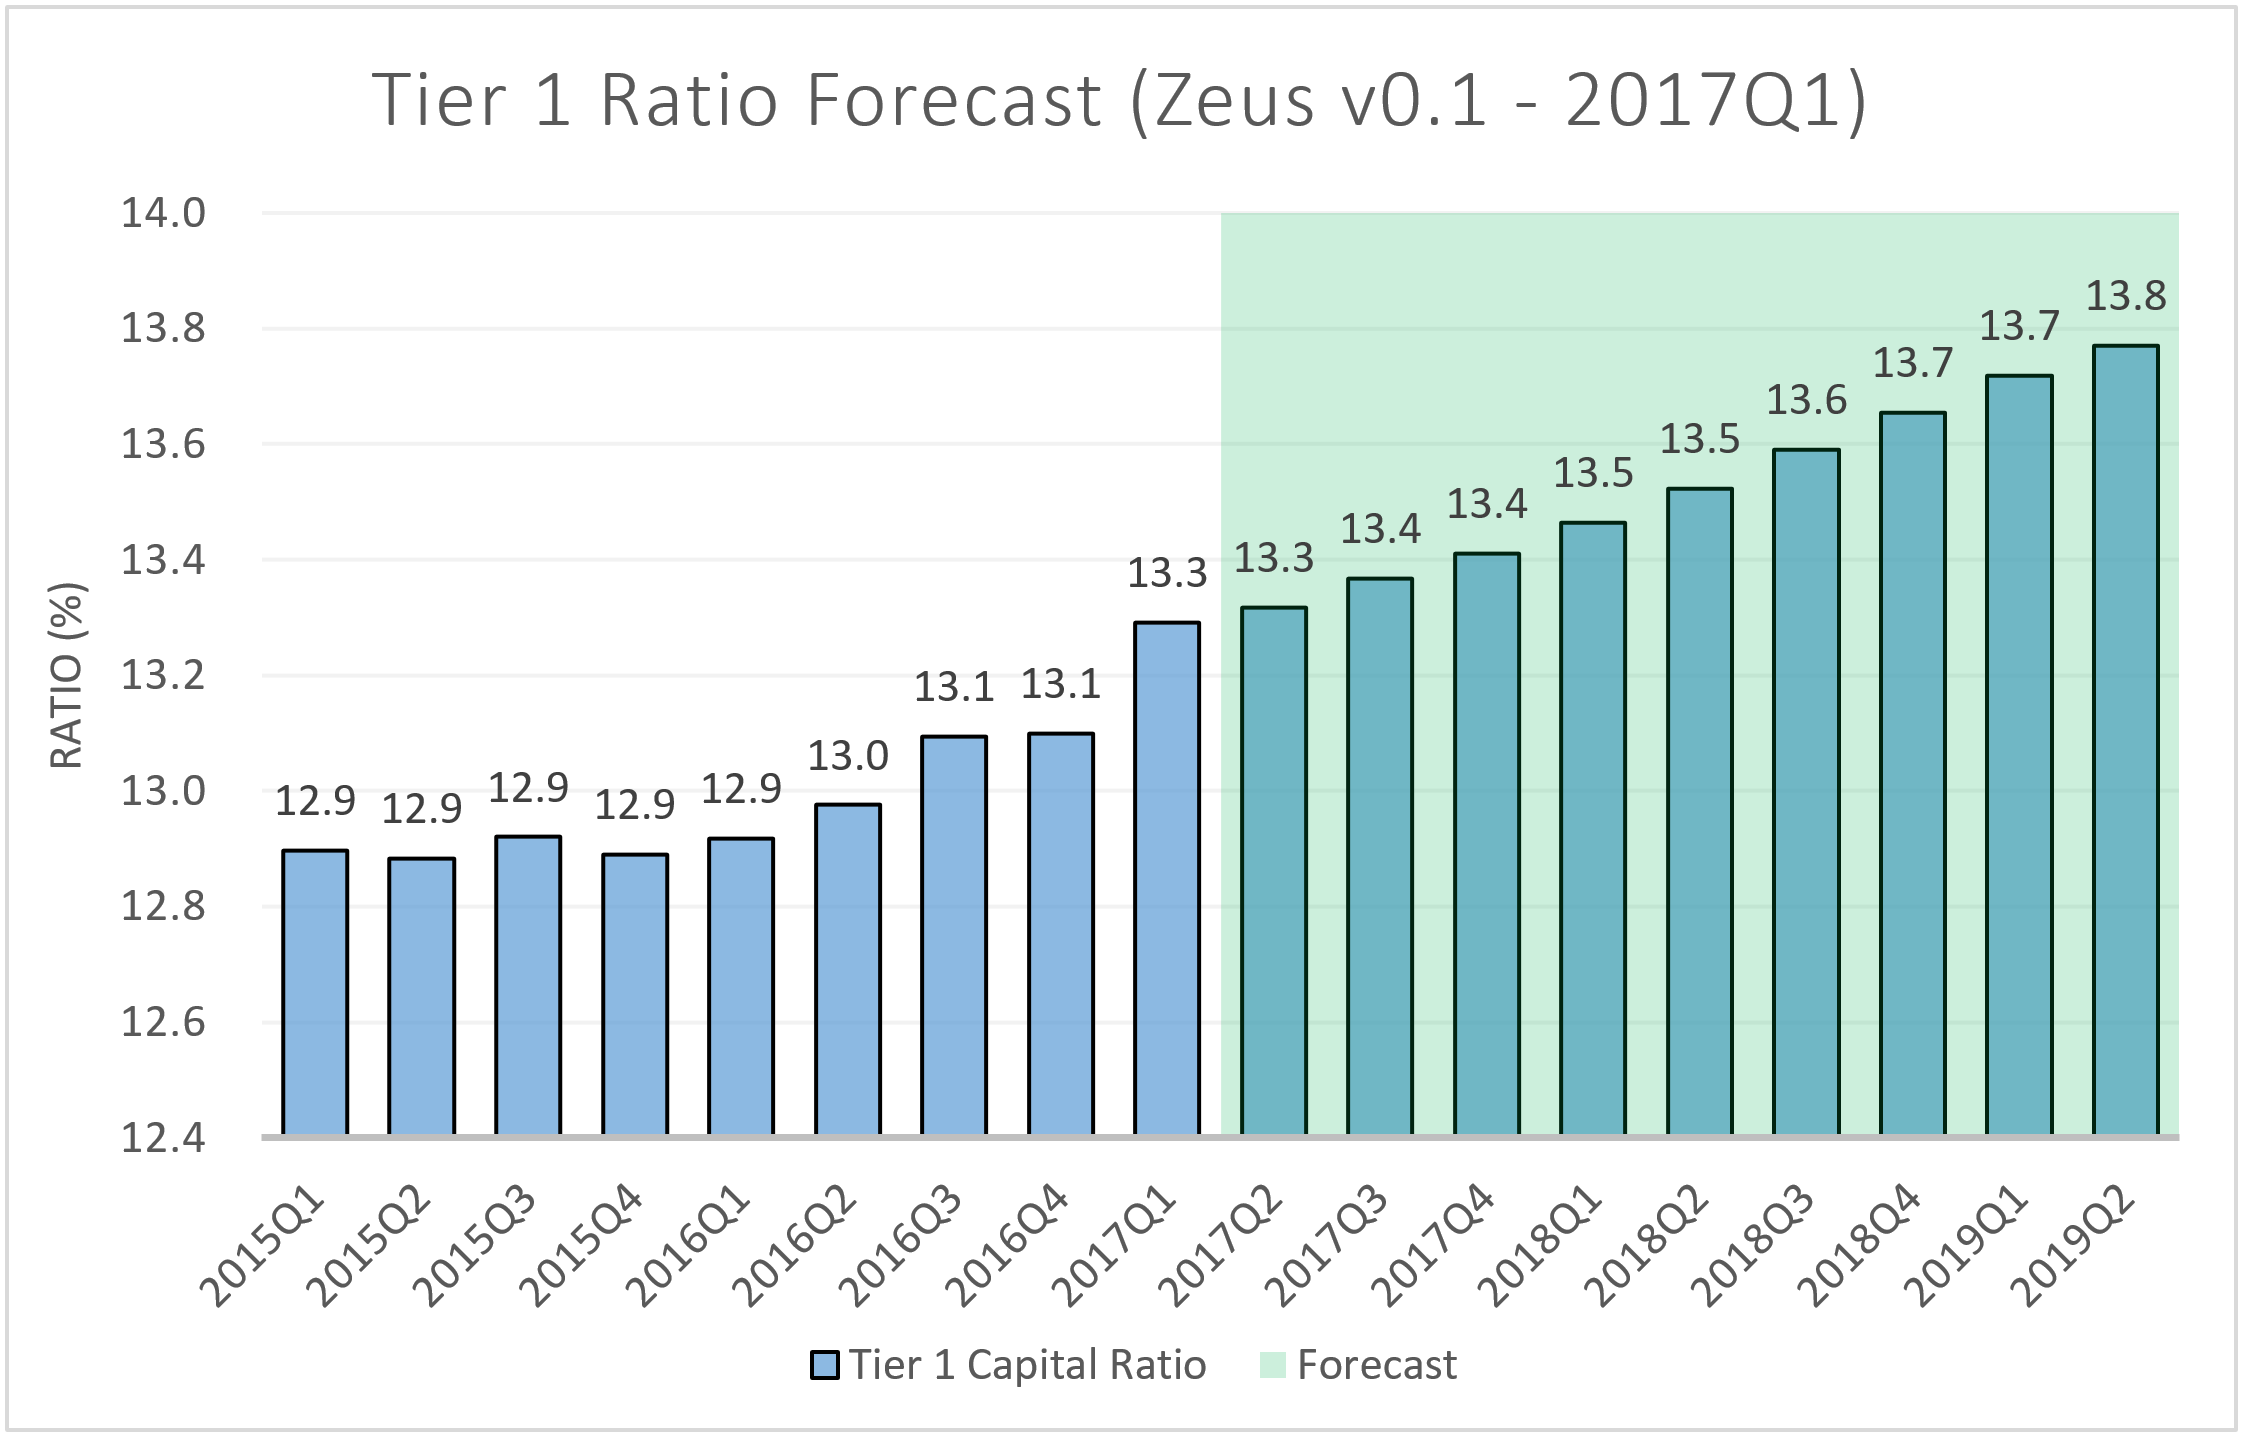 Tier 1 Ratio Forecast (Zeus v0.1 - 2017Q1)
RATIO (%)
14.0
13.8
13.6
13.4
13.2
13.0
12.8
12.6
12.4
12.9
12.9
12.9
12.9
12.9
13.0
13.1
13.1
13.3
13.3
13.4
13.4
13.5
13.5
13.6
13.7
13.7
13.8
2015Q1
2015Q2
2015Q3
2015Q4
2016Q1
2016Q2
2016Q3
2016Q4
2017Q1
2017Q2
2017Q3
2017Q4
2018Q1
2018Q2
2018Q3
2018Q4
2019Q1
2019Q2
Tier 1 Capital Ratio
Forecast